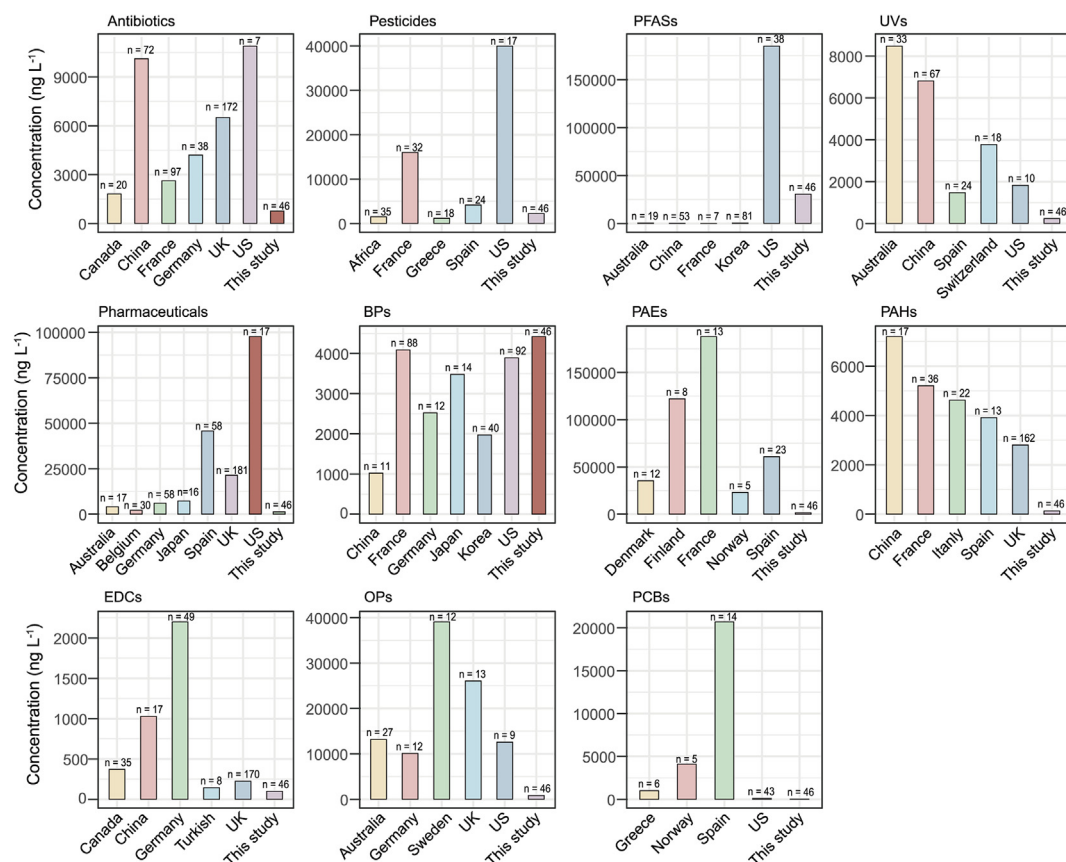 Antibiotics
Pesticides
PFASs
UVs
Concentration (ng L-1)
9000
6000
3000
0
n = 20
n = 72
n = 97
n = 38
n = 172
n = 7
n = 46
Canada
China
France
Germany
UK
US
This study
40000
30000
20000
10000
0
n = 35
n = 32
n = 18
n = 24
n = 17
n = 46
Africa
France
Greece
Spain
US
This study
150000
100000
50000
0
n = 19
n = 53
n = 7
n = 81
n = 38
n = 46
Australia
China
France
Korea
US
This study
8000
6000
4000
2000
0
n = 33
n = 67
n = 24
n = 18
n = 10
n = 46
Australia
China
Spain
Switzerland
US
This study
Pharmaceuticals
BPs
PAEs
PAHs
Concentration (ng L-1)
100000
75000
50000
25000
0
n = 17
n = 30
n = 58
n=16
n = 58
n = 181
n = 17
n = 46
Australia
Belgium
Germany
Japan
Spain
UK
US
This study
4000
3000
2000
1000
0
n = 11
n = 88
n = 12
n = 14
n = 40
n = 92
n = 46
China
France
Germany
Japan
Korea
US
This study
150000
100000
50000
0
n = 12
n = 8
n = 13
n = 5
n = 23
n = 46
Denmark
Finland
France
Norway
Spain
This study
6000
4000
2000
0
n = 17
n = 36
n = 22
n = 13
n = 162
n = 46
China
France
Itanly
Spain
UK
This study
EDCs
OPs
PCBs
Concentration (ng L-1)
2000
1500
1000
500
0
n = 35
n = 17
n = 49
n = 8
n = 170
n = 46
Canada
China
Germany
Turkish
UK
This study
40000
30000
20000
10000
0
n = 27
n = 12
n = 12
n = 13
n = 9
n = 46
Australia
Germany
Sweden
UK
US
This study
20000
15000
10000
5000
0
n = 6
n = 5
n = 14
n = 43
n = 46
Greece
Norway
Spain
US
This study